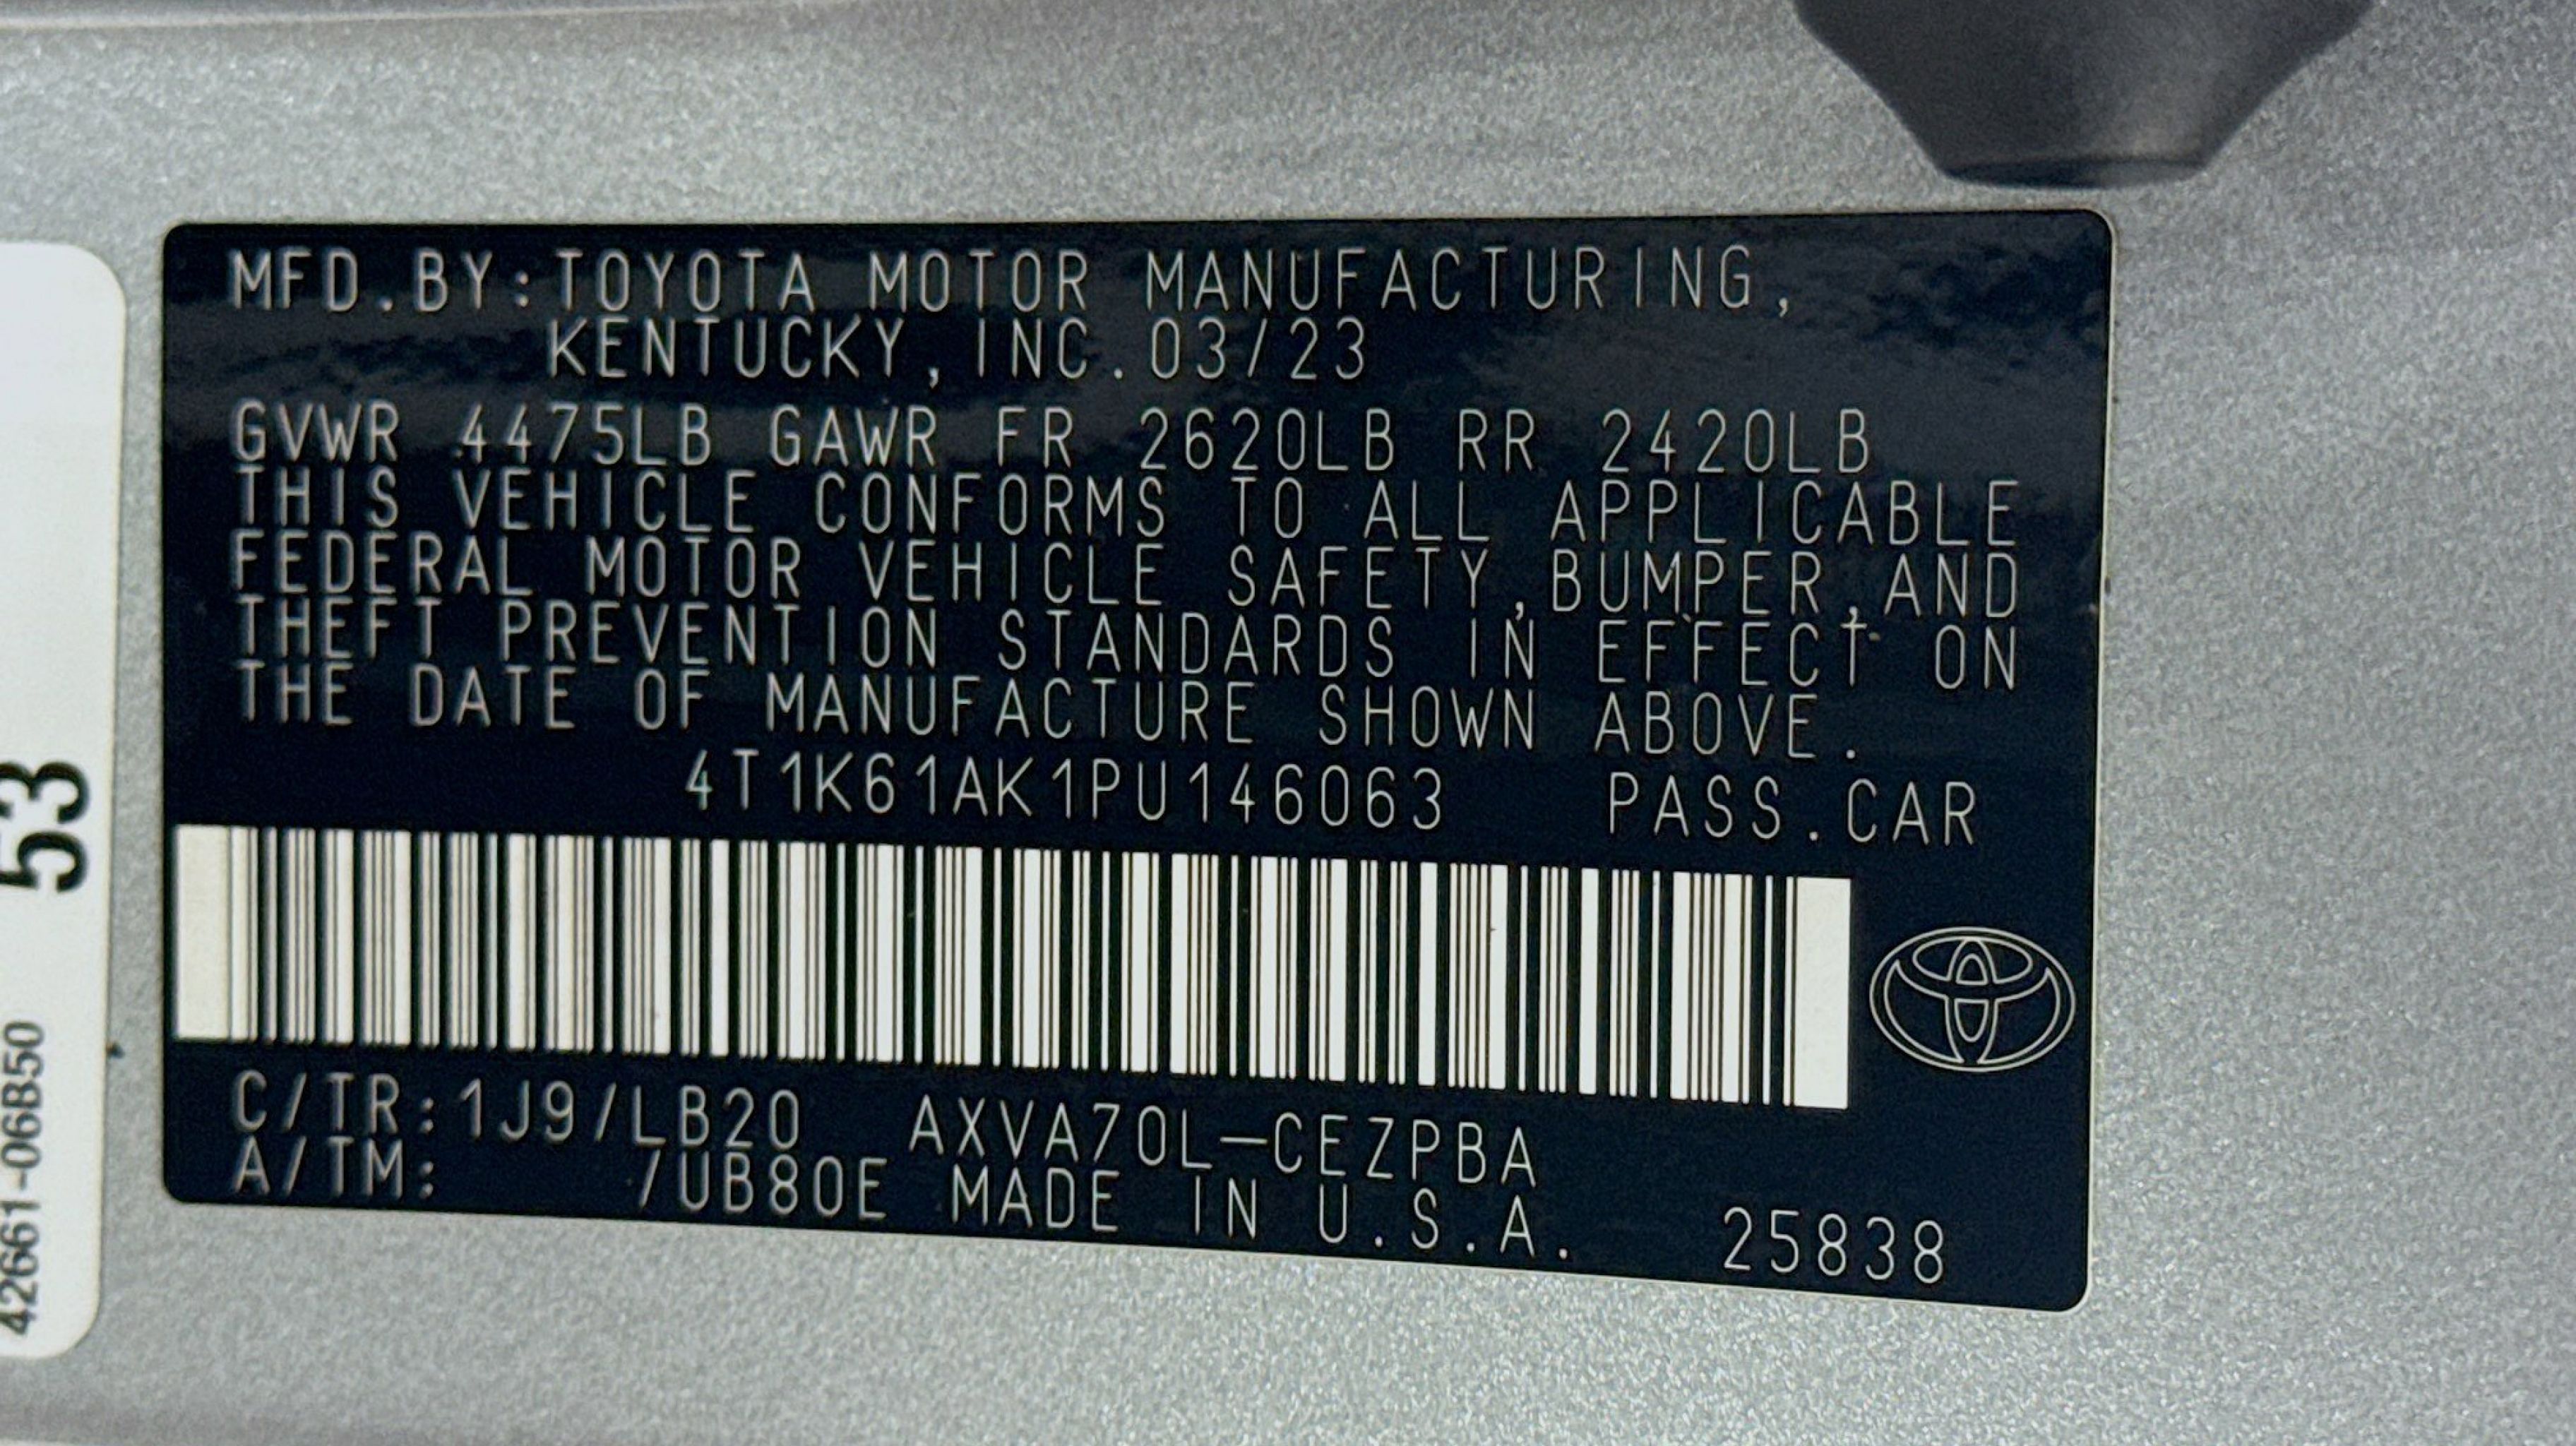 MFD.BY:TOYOTA MOTOR MANUFACTURING,
KENTUCKY, INC.03/23
GVWR 4475LB GAWR FR 2620LB RR 2420LB
THIS VEHICLE CONFORMS TO ALL APPLICABLE
FEDERAL MOTOR VEHICLE SAFETY,BUMPER,AND
THEFT PREVENTION STANDARDS IN EFFECT ON
THE DATE OF MANUFACTURE SHOWN ABOVE.
4T1K61AK1PU146063 PASS.CAR
C/TR:1J9/LB20 AXVA70L-CEZPBA
A/TM: /UB80E MADE IN U.S.A. 25838
53
42661-06B50